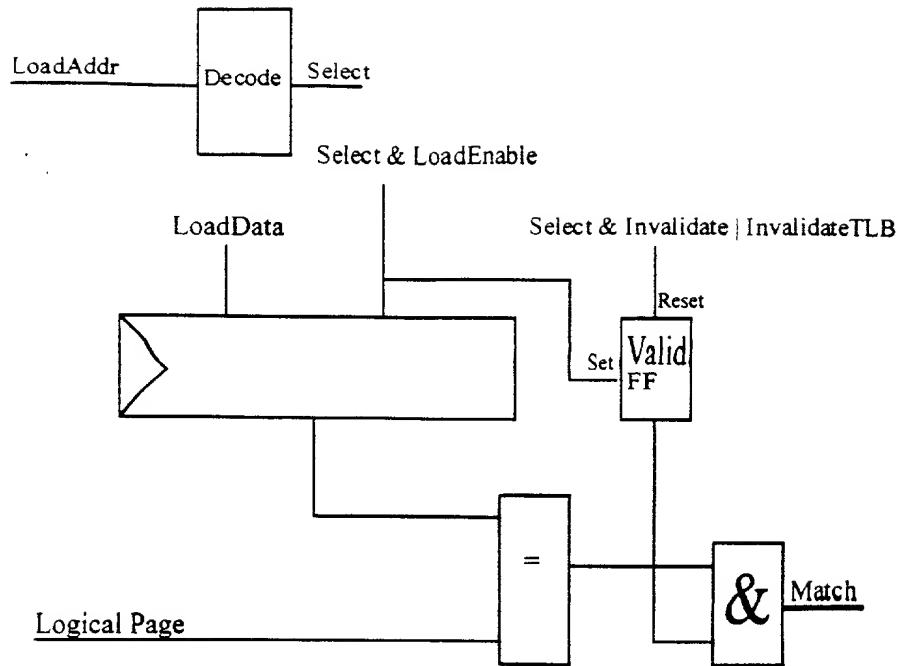 LoadAddr
Decode
Select
Select & LoadEnable
LoadData
Select & Invalidate | InvalidateTLB
Reset
Set
Valid
FF
=
&
Match
Logical Page